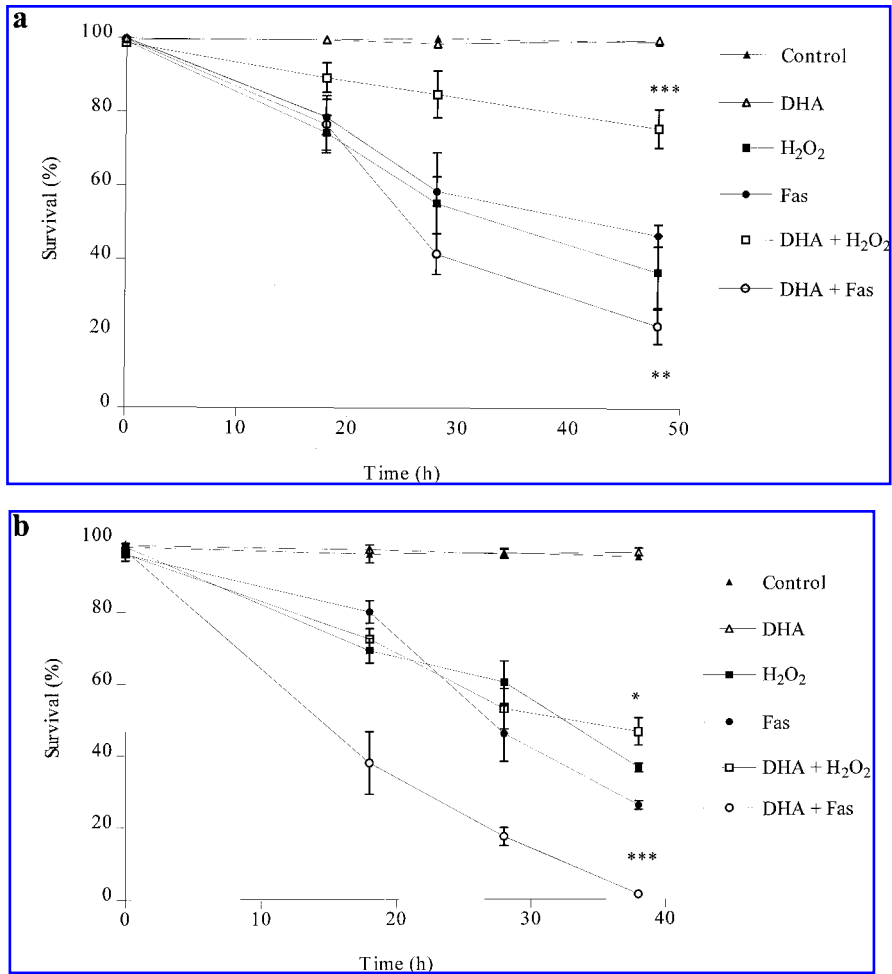 a
100
80
60
40
20
0
Survival (%)
0 10 20 30 40 50
Time (h)
***
**
Control
DHA
H₂O₂
Fas
DHA + H₂O₂
DHA + Fas
b
100
80
60
40
20
0
Survival (%)
0 10 20 30 40
Time (h)
*
***
Control
DHA
H₂O₂
Fas
DHA + H₂O₂
DHA + Fas